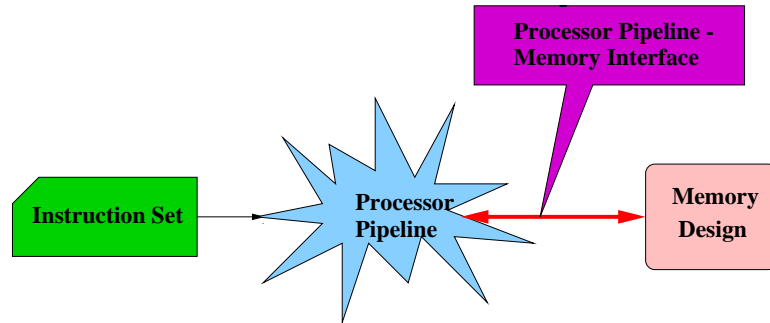 Processor Pipeline -
Memory Interface
Instruction Set
Processor
Pipeline
Memory
Design